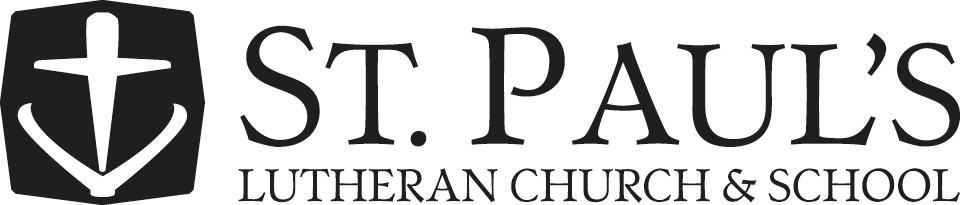 ST. PAUL’S
LUTHERAN CHURCH & SCHOOL